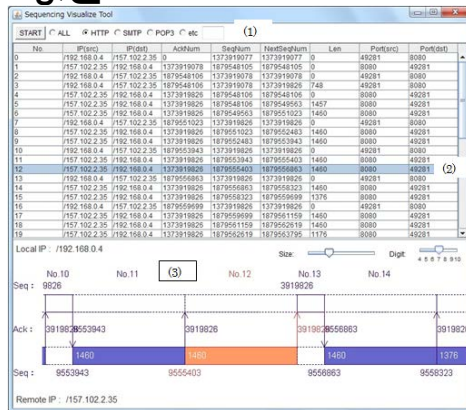 Sequencing Visualize Tool
START ALL HTTP SMTP POP3 etc (1)
No. IP(src) IP(dst) AckNum SeqNum NextSeqNum Len Port(src) Port(dst)
0 /192.168.0.4 /157.102.2.35 0 1373919077 1373919077 0 49281 8080
1 /157.102.2.35 /192.168.0.4 1373919078 1879548105 1879548105 0 8080 49281
2 /192.168.0.4 /157.102.2.35 1879548106 1373919078 1373919078 0 49281 8080
3 /192.168.0.4 /157.102.2.35 1879548106 1373919078 1373919826 748 49281 8080
4 /157.102.2.35 /192.168.0.4 1373919826 1879548106 1879548106 0 8080 49281
5 /157.102.2.35 /192.168.0.4 1373919826 1879548106 1879549563 1457 8080 49281
6 /157.102.2.35 /192.168.0.4 1373919826 1879549563 1879551023 1460 8080 49281
7 /192.168.0.4 /157.102.2.35 1879551023 1373919826 1373919826 0 49281 8080
8 /157.102.2.35 /192.168.0.4 1373919826 1879551023 1879552483 1460 8080 49281
9 /157.102.2.35 /192.168.0.4 1373919826 1879552483 1879553943 1460 8080 49281
10 /192.168.0.4 /157.102.2.35 1879553943 1373919826 1373919826 0 49281 8080
11 /157.102.2.35 /192.168.0.4 1373919826 1879553943 1879555403 1460 8080 49281
12 /157.102.2.35 /192.168.0.4 1373919826 1879555403 1879556863 1460 8080 49281 (2)
13 /192.168.0.4 /157.102.2.35 1879556863 1373919826 1373919826 0 49281 8080
14 /157.102.2.35 /192.168.0.4 1373919826 1879556863 1879558323 1460 8080 49281
15 /157.102.2.35 /192.168.0.4 1373919826 1879558323 1879559699 1376 8080 49281
16 /192.168.0.4 /157.102.2.35 1879559699 1373919826 1373919826 0 49281 8080
17 /157.102.2.35 /192.168.0.4 1373919826 1879559699 1879561159 1460 8080 49281
18 /157.102.2.35 /192.168.0.4 1373919826 1879561159 1879562619 1460 8080 49281
19 /157.102.2.35 /192.168.0.4 1373919826 1879562619 1879563795 1176 8080 49281
Local IP : /192.168.0.4 Size: Digit:
4 5 6 7 8 9 10
No.10 No.11 (3) No.12 No.13 No.14
Seq : 9826 3919826
Ack : 3919826 9553943 3919826 3919826 9556863 391982
1460 1460 1460 1376
Seq : 9553943 9555403 9556863 9558323
Remote IP : /157.102.2.35